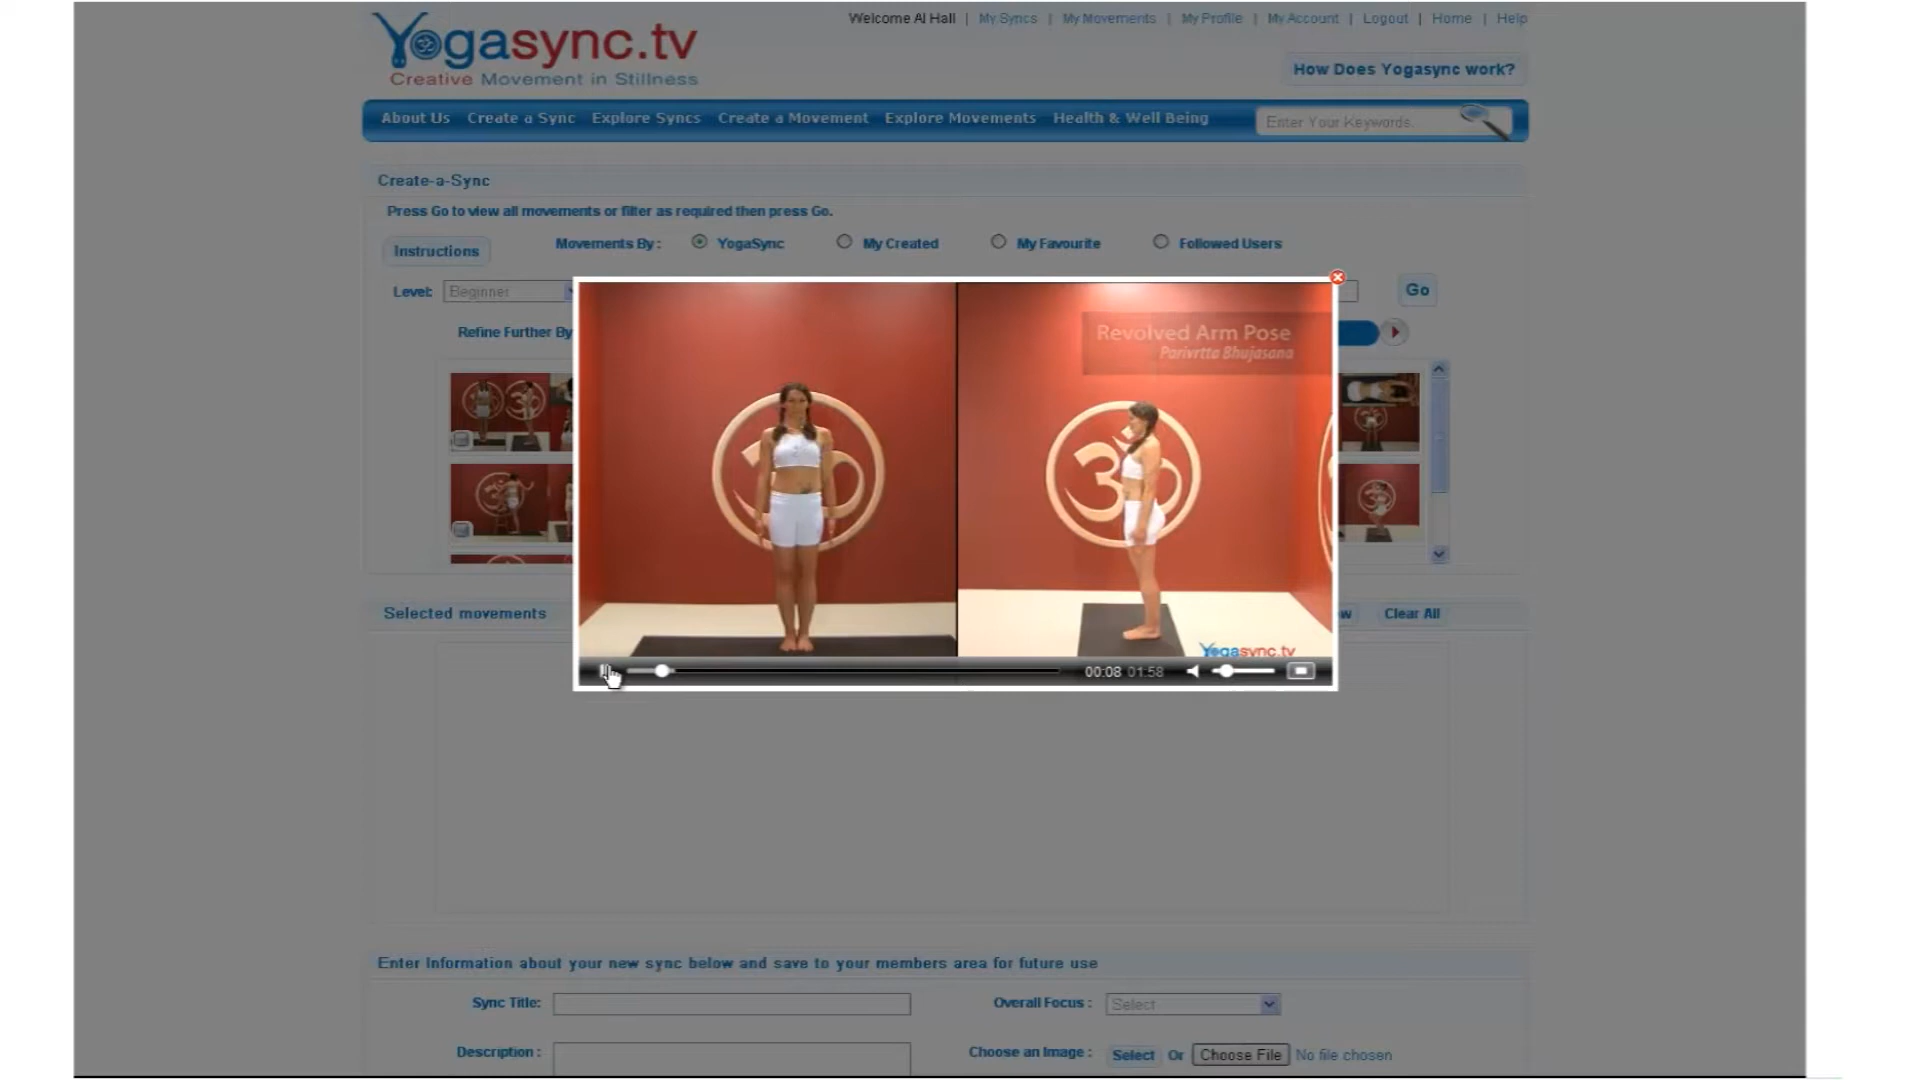 Yogasync.tv
Creative Movement in Stillness
Welcome Al Hall | My Syncs | My Movements | My Profile | My Account | Logout | Home | Help
How Does Yogasync work?
About Us Create a Sync Explore Syncs Create a Movement Explore Movements Health & Well Being Enter Your Keywords.
Create-a-Sync
Press Go to view all movements or filter as required then press Go.
Instructions Movements By : YogaSync My Created My Favourite Followed Users
Level: Beginner Go
Refine Further By
Revolved Arm Pose
Parivrtta Bhujasana
Yogasync.tv
00:08 01:58
Selected movements Clear All
Enter Information about your new sync below and save to your members area for future use
Sync Title: Overall Focus : Select
Description : Choose an Image : Select Or Choose File No file chosen